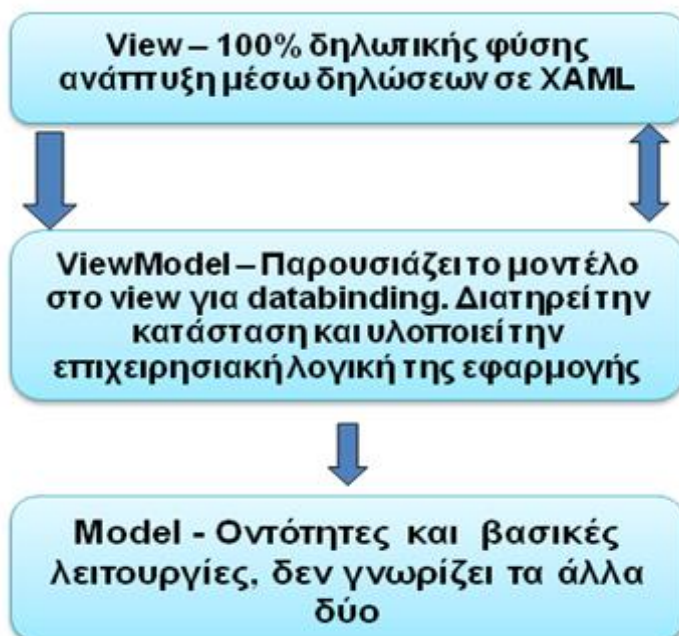 View – 100% δηλωτικής φύσης
ανάπτυξη μέσω δηλώσεων σε XAML
ViewModel – Παρουσιάζει το μοντέλο
στο view για databinding. Διατηρεί την
κατάσταση και υλοποιεί την
επιχειρησιακή λογική της εφαρμογής
Model - Οντότητες και βασικές
λειτουργίες, δεν γνωρίζει τα άλλα
δύο